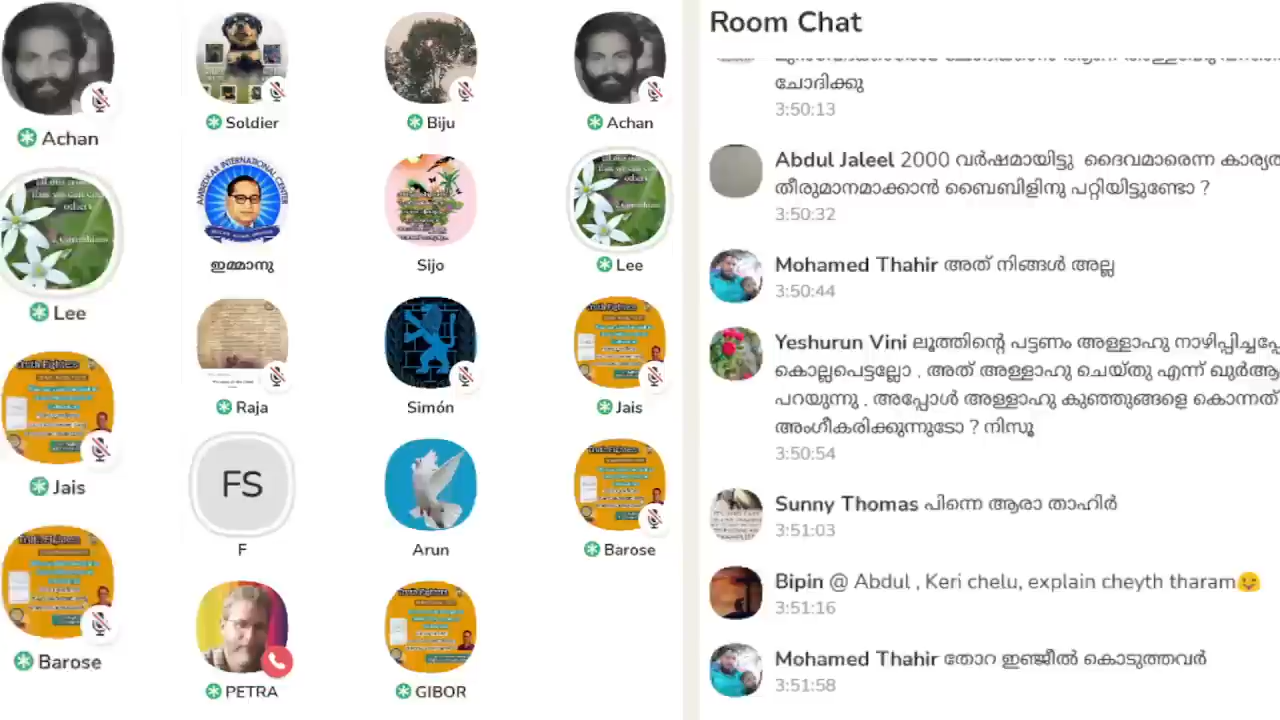 Room Chat
ചോദിക്കു
3:50:13
Abdul Jaleel 2000 വർഷമായിട്ടു ദൈവമാരെന്ന
തീരുമാനമാക്കാൻ ബൈബിളിനു പറ്റിയിട്ടുണ്ടോ ?
3:50:32
Mohamed Thahir അത് നിങ്ങൾ അല്ല
3:50:44
Yeshurun Vini ലൂത്തിന്റെ പട്ടണം അള്ളാഹു
കൊല്ലപെട്ടല്ലോ . അത് അള്ളാഹു ചെയ്തു എന്ന്
പറയുന്നു . അപ്പോൾ അള്ളാഹു കുഞ്ഞുങ്ങളെ കൊന്നത്
അംഗീകരിക്കുന്നുടോ ? നിസൂ
3:50:54
Sunny Thomas പിന്നെ ആരാ താഹിർ
3:51:03
Bipin @ Abdul , Keri chelu, explain cheyth tharam😜
3:51:16
Mohamed Thahir തോറ ഇഞ്ജീൽ കൊടുത്തവർ
3:51:58
Achan
Lee
Jais
Barose
Soldier
Biju
Achan
AMBEDKAR INTERNATIONAL CENTER
ഇമ്മാനു
Sijo
others
Lee
Raja
Simón
Jais
FS
F
Arun
Barose
PETRA
GIBOR